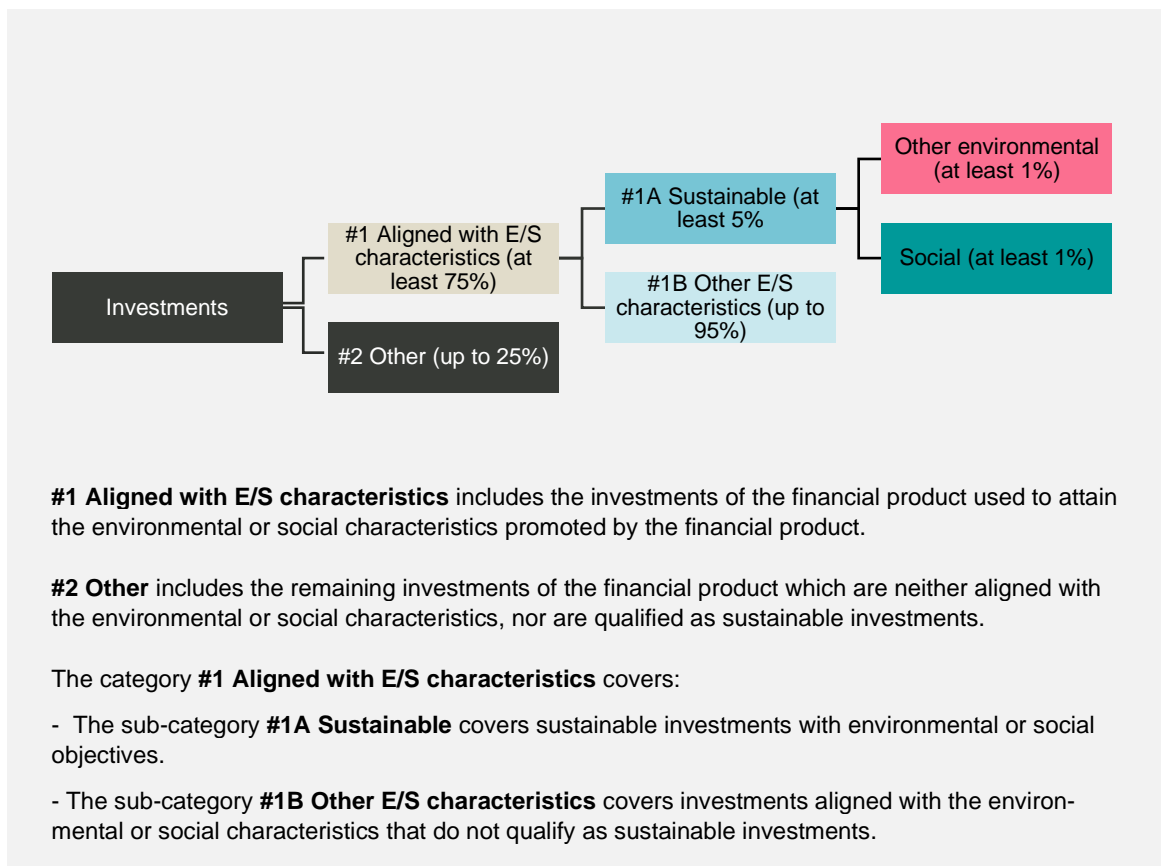 Other environmental
(at least 1%)
#1A Sustainable (at
least 5%
#1 Aligned with E/S
characteristics (at
least 75%)
Social (at least 1%)
#1B Other E/S
characteristics (up to
95%)
Investments
#2 Other (up to 25%)
#1 Aligned with E/S characteristics includes the investments of the financial product used to attain
the environmental or social characteristics promoted by the financial product.
#2 Other includes the remaining investments of the financial product which are neither aligned with
the environmental or social characteristics, nor are qualified as sustainable investments.
The category #1 Aligned with E/S characteristics covers:
- The sub-category #1A Sustainable covers sustainable investments with environmental or social
objectives.
- The sub-category #1B Other E/S characteristics covers investments aligned with the environ-
mental or social characteristics that do not qualify as sustainable investments.